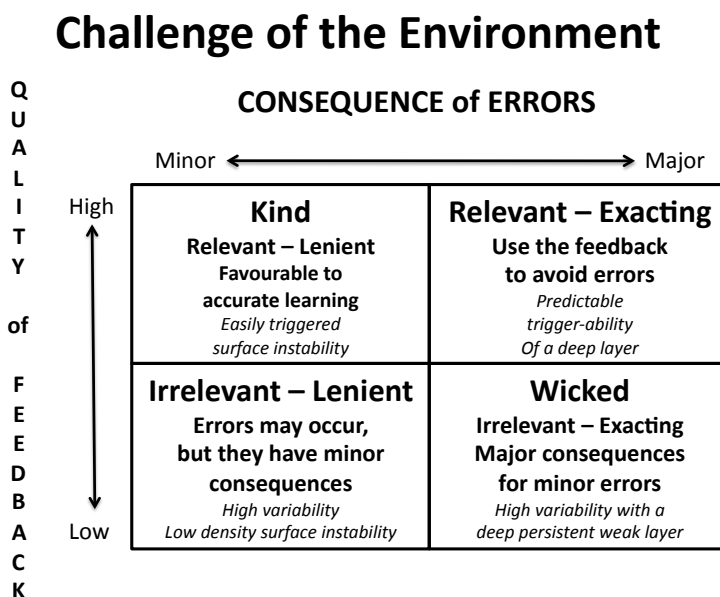 Challenge of the Environment
QUALITY of FEEDBACK
CONSEQUENCE of ERRORS
Minor
Major
High
Low
Kind
Relevant – Lenient
Favourable to
accurate learning
Easily triggered
surface instability
Relevant – Exacting
Use the feedback
to avoid errors
Predictable
trigger-ability
Of a deep layer
Irrelevant – Lenient
Errors may occur,
but they have minor
consequences
High variability
Low density surface instability
Wicked
Irrelevant – Exacting
Major consequences
for minor errors
High variability with a
deep persistent weak layer